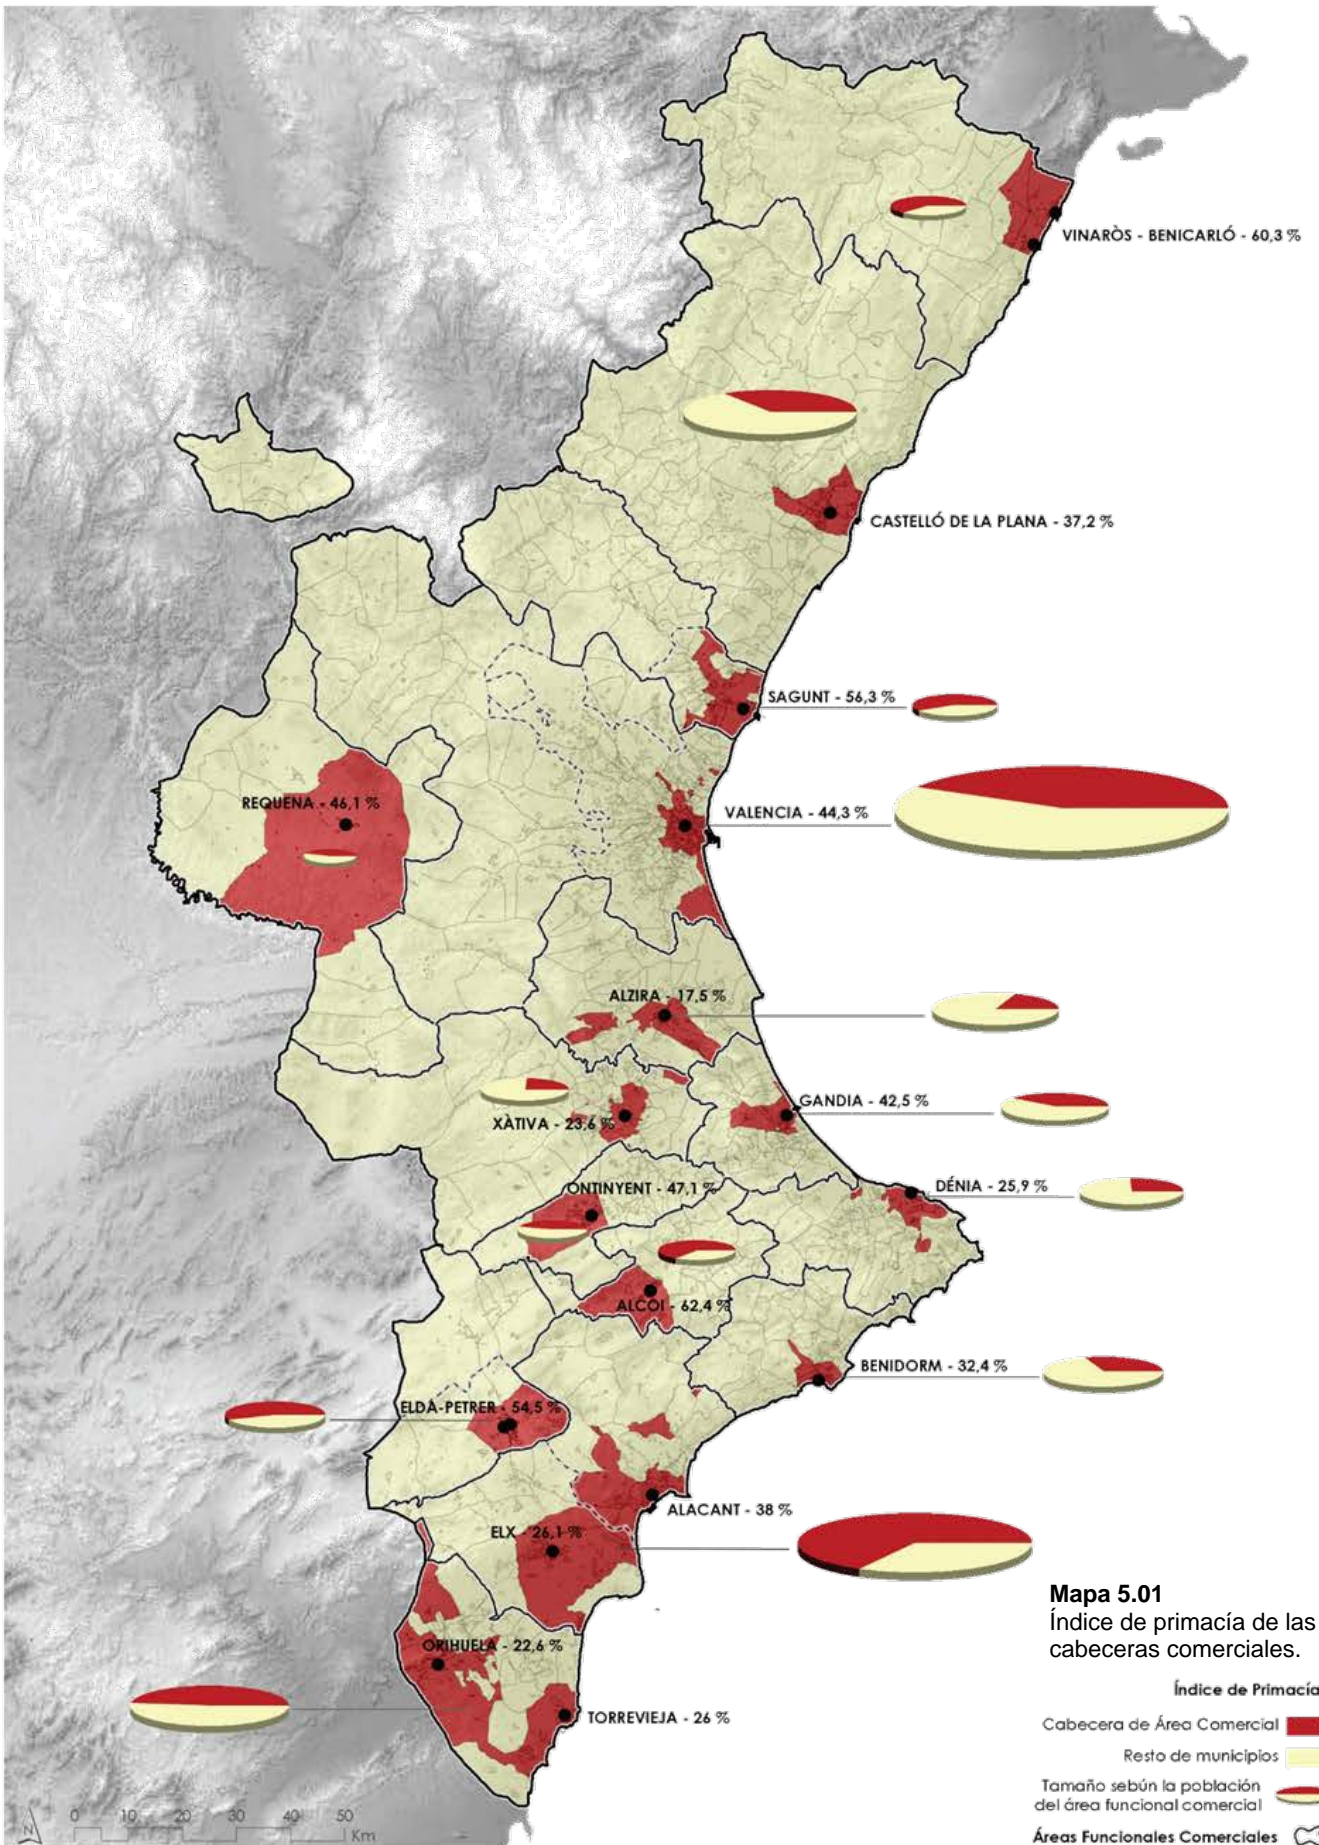 VINARÒS - BENICARLÓ - 60,3 %
CASTELLÓ DE LA PLANA - 37,2 %
SAGUNT - 56,3 %
REQUENA - 46,1 %
VALENCIA - 44,3 %
ALZIRA - 17,5 %
GANDIA - 42,5 %
XÀTIVA - 23,6 %
DÉNIA - 25,9 %
ONTINYENT - 47,1 %
ALCOI - 62,4 %
BENIDORM - 32,4 %
ELDA-PETRER - 54,5 %
ALACANT - 38 %
ELX - 26,1 %
ORIHUELA - 22,6 %
TORREVIEJA - 26 %
Mapa 5.01
Índice de primacía de las
cabeceras comerciales.
Índice de Primacía
Cabecera de Área Comercial
Resto de municipios
Tamaño sebún la población
del área funcional comercial
Áreas Funcionales Comerciales
N
0 10 20 30 40 50
Km